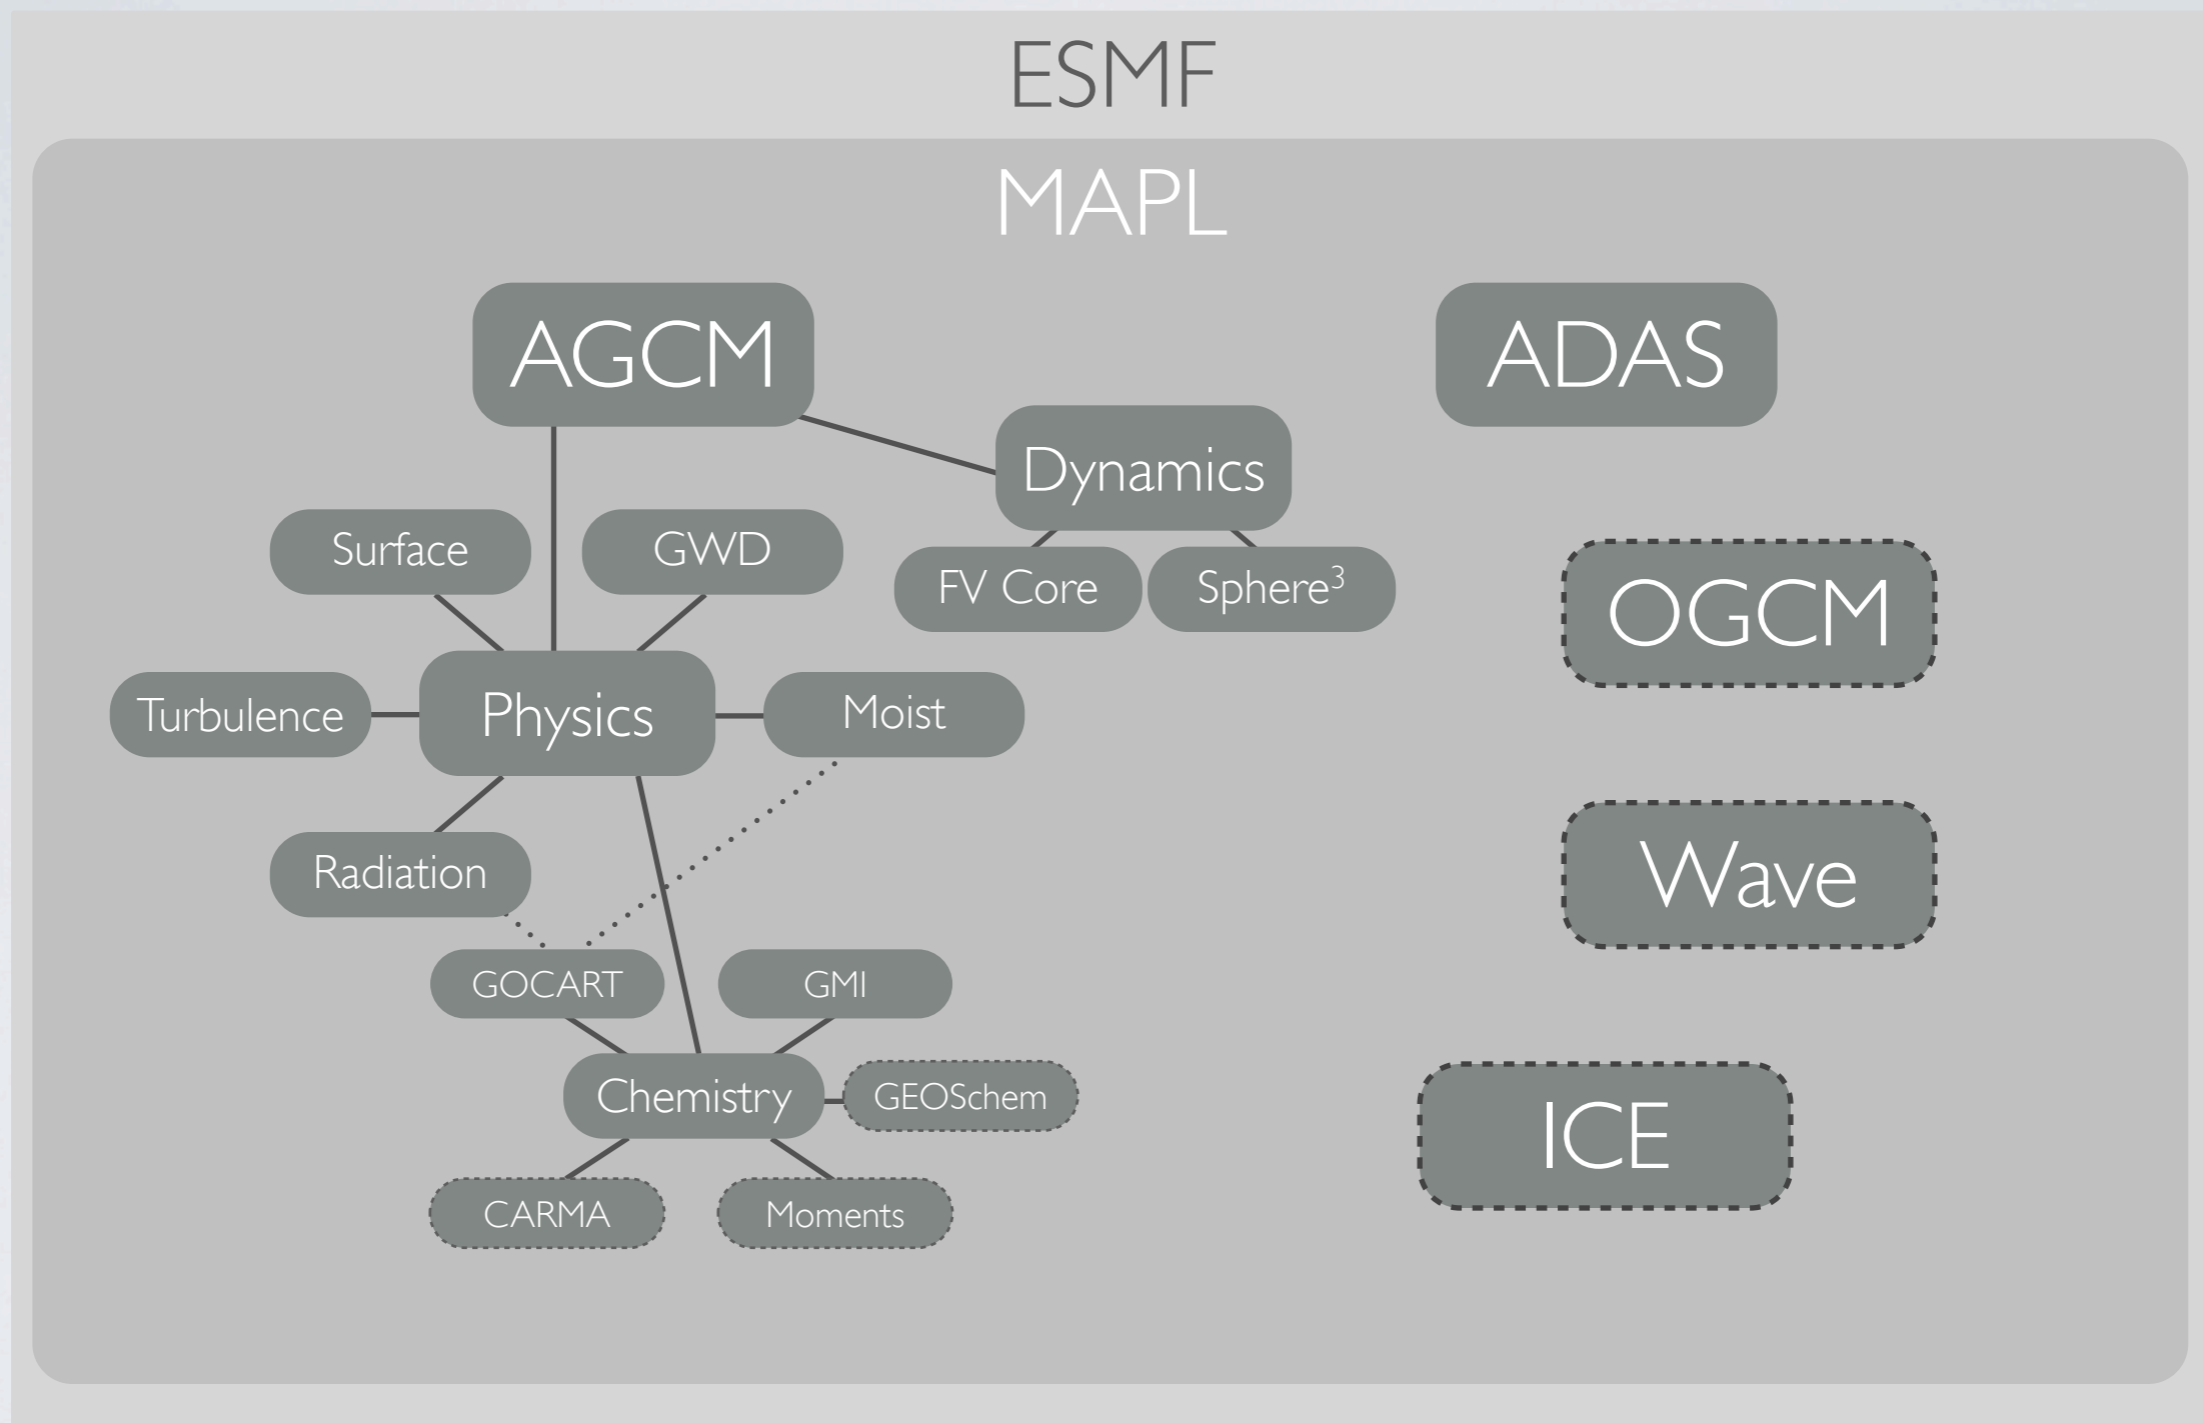 ESMF
MAPL
AGCM
ADAS
Dynamics
Surface
GWD
FV Core
Sphere³
OGCM
Turbulence
Physics
Moist
Radiation
Wave
GOCART
GMI
Chemistry
GEOSchem
ICE
CARMA
Moments